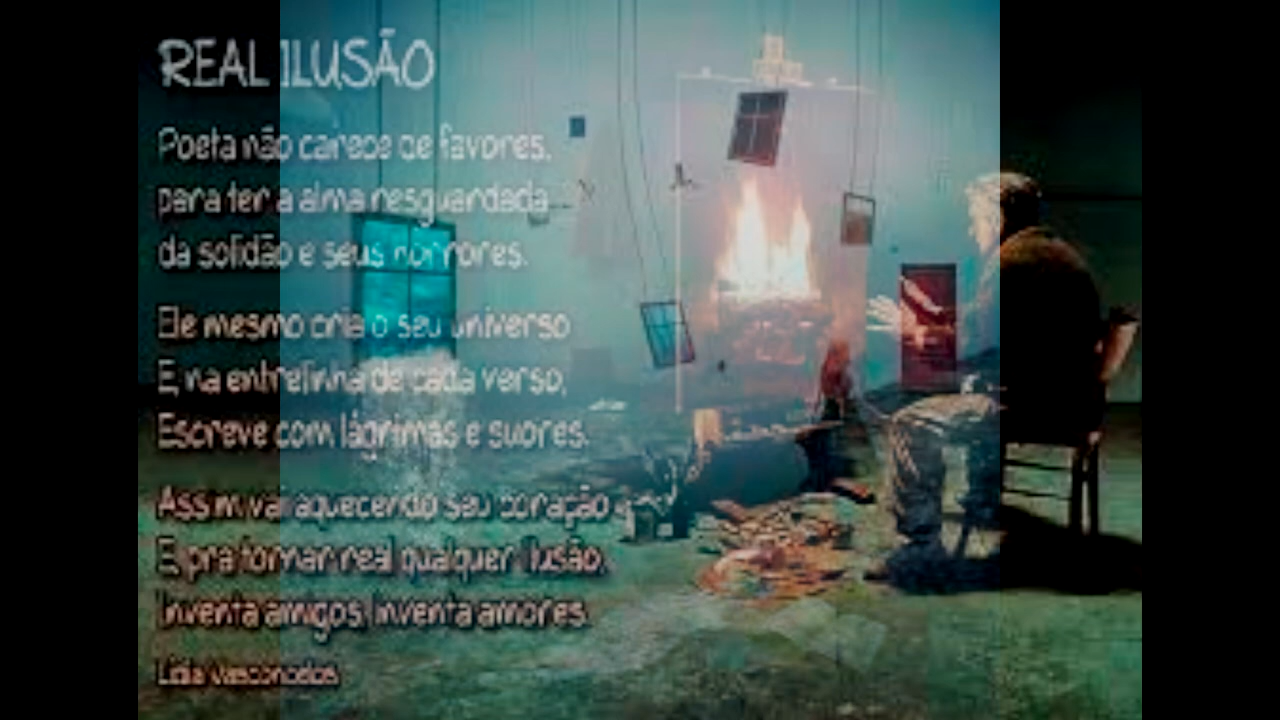 REAL ILUSÃO
Poeta não carece de favores,
para ter a alma resguardada
da solidão e seus horrores.
Ele mesmo cria o seu universo
E, na entrelinha de cada verso,
Escreve com lágrimas e suores.
Assim vai aquecendo seu coração
E, pra tornar real qualquer ilusão,
Inventa amigos, inventa amores.
Lídia Vasconcelos